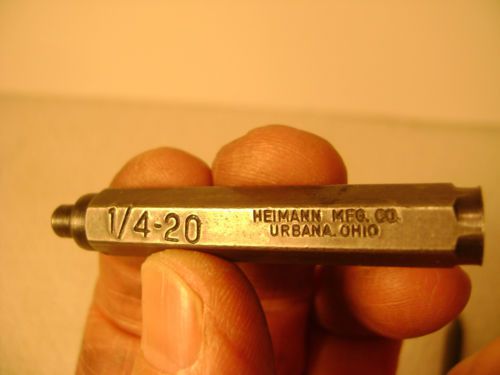 1/4-20
HEIMANN MFG. CO.
URBANA, OHIO